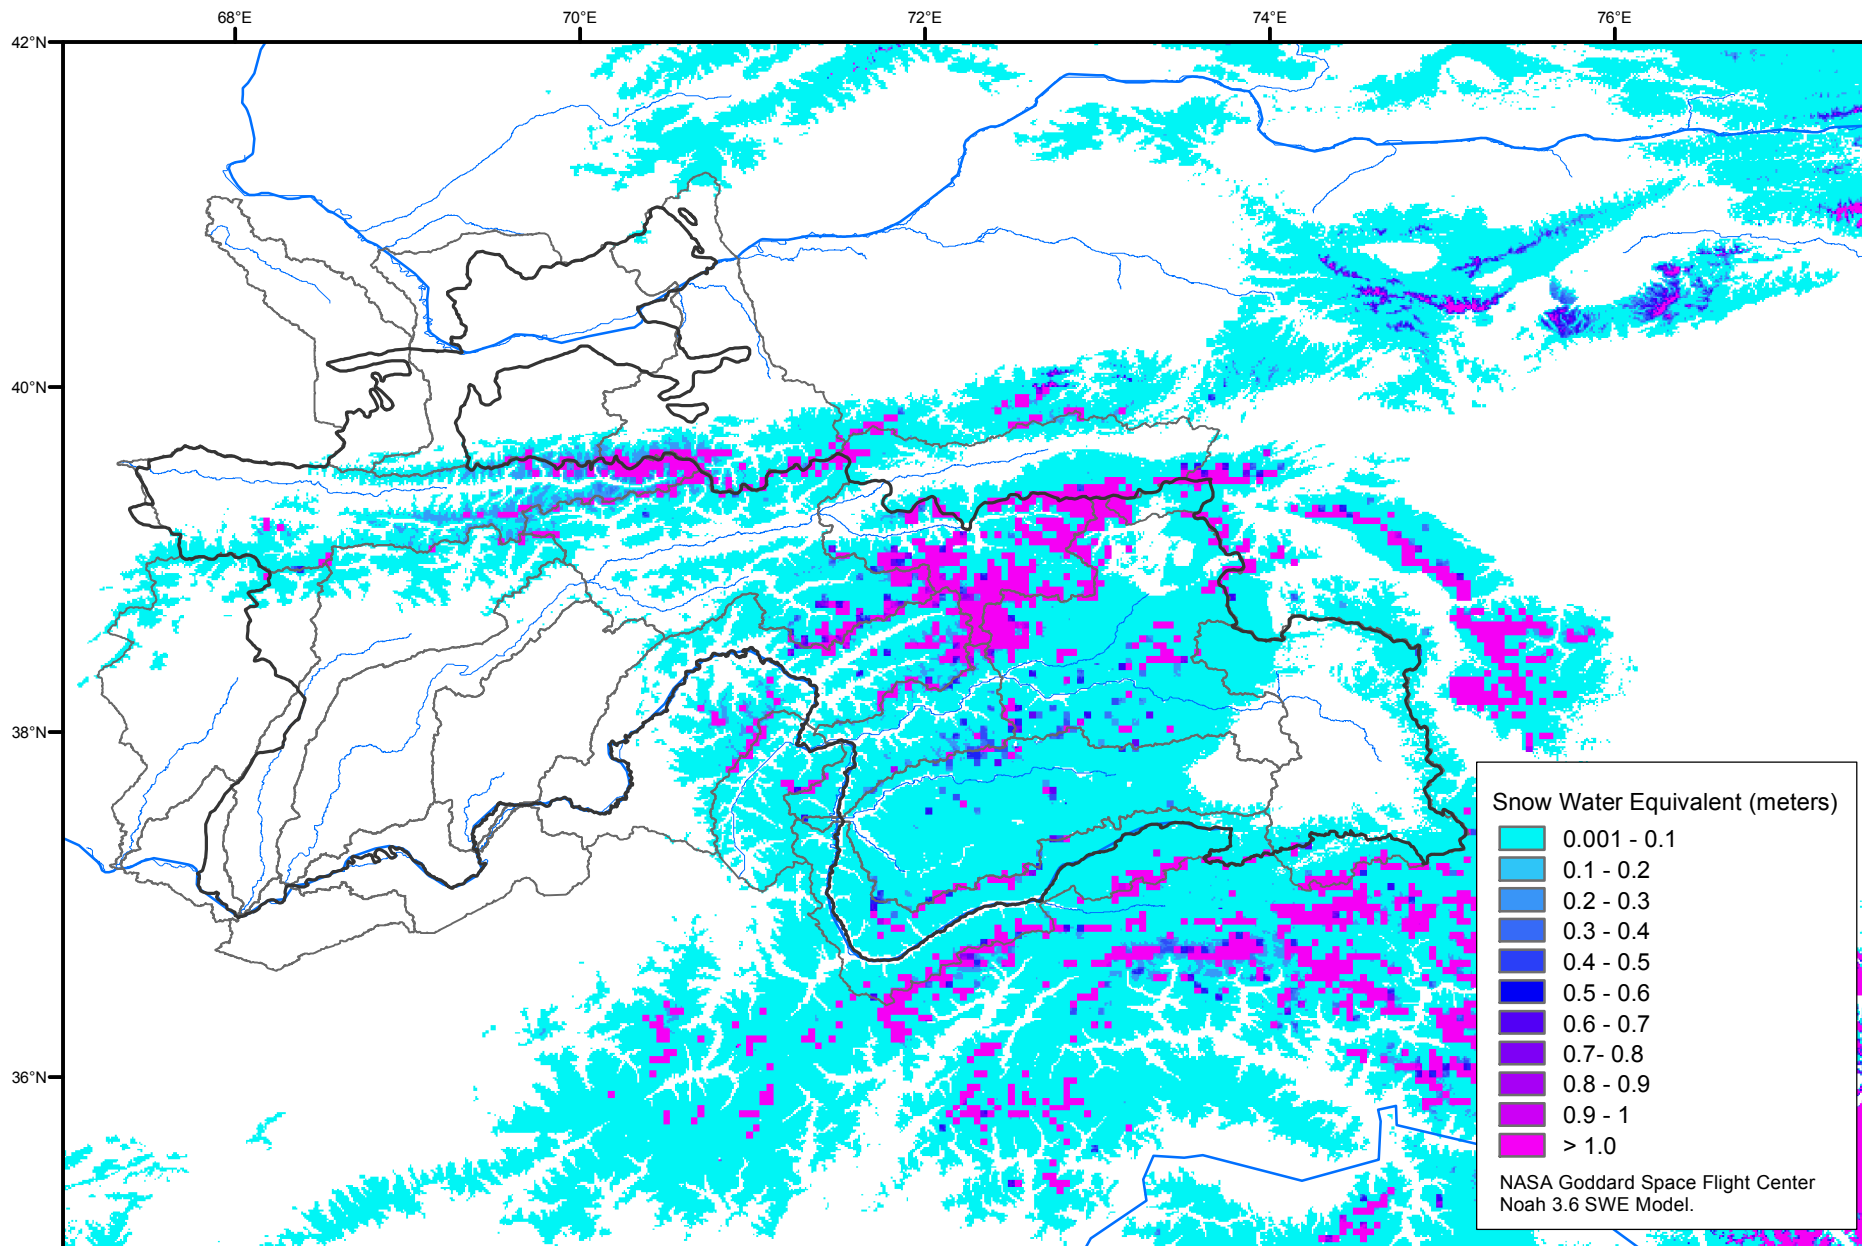 68°E
70°E
72°E
74°E
76°E
42°N
40°N
38°N
36°N
Snow Water Equivalent (meters)
0.001 - 0.1
0.1 - 0.2
0.2 - 0.3
0.3 - 0.4
0.4 - 0.5
0.5 - 0.6
0.6 - 0.7
0.7- 0.8
0.8 - 0.9
0.9 - 1
> 1.0
NASA Goddard Space Flight Center
Noah 3.6 SWE Model.